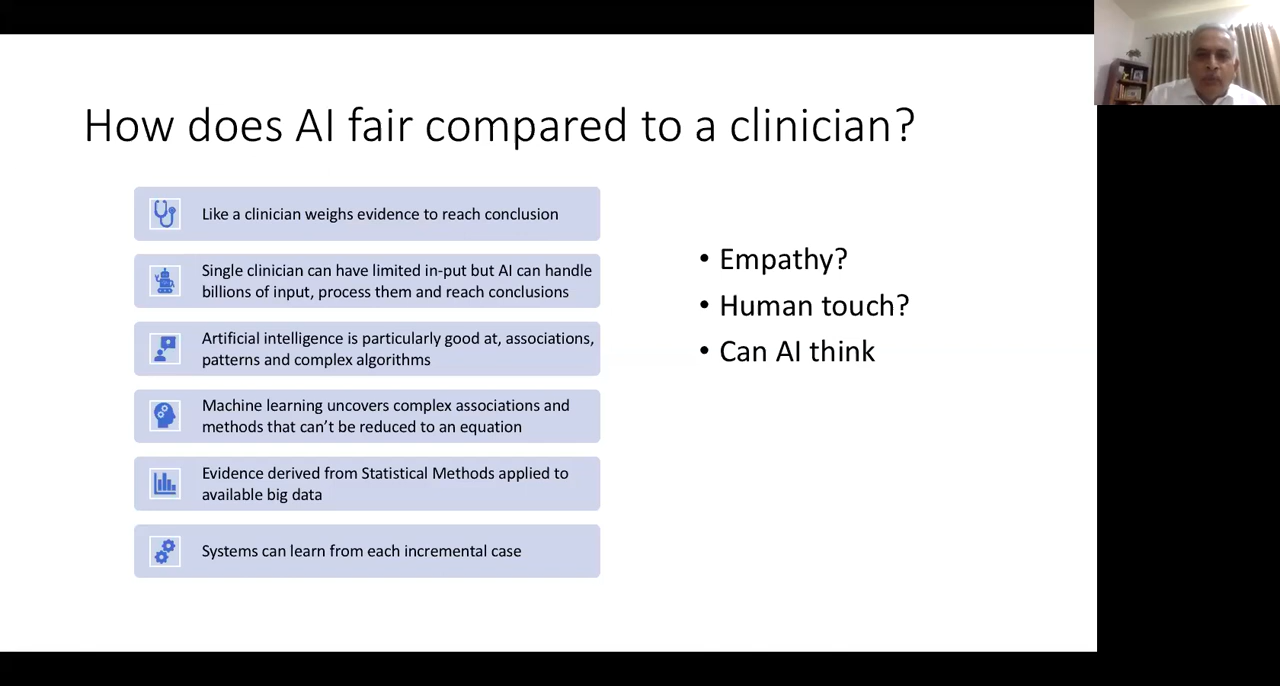 How does AI fair compared to a clinician?
Like a clinician weighs evidence to reach conclusion
Single clinician can have limited in-put but AI can handle
billions of input, process them and reach conclusions
Artificial intelligence is particularly good at, associations,
patterns and complex algorithms
Machine learning uncovers complex associations and
methods that can’t be reduced to an equation
Evidence derived from Statistical Methods applied to
available big data
Systems can learn from each incremental case
• Empathy?
• Human touch?
• Can AI think